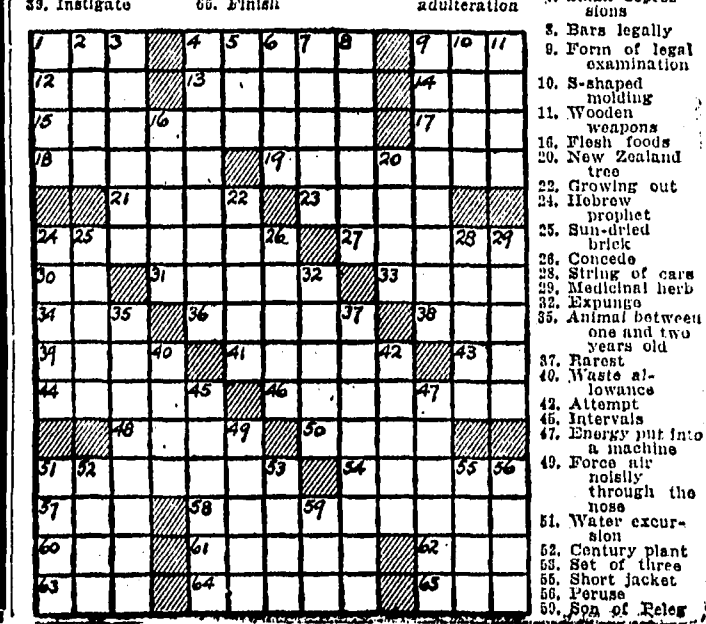 39. Instigate
65. Finish
adulteration
sions
8. Bars legally
9. Form of legal
examination
10. S-shaped
molding
11. Wooden
weapons
16. Flesh foods
20. New Zealand
tree
22. Growing out
24. Hebrew
prophet
25. Sun-dried
brick
26. Concede
28. String of cars
29. Medicinal herb
32. Expunge
35. Animal between
one and two
years old
37. Rarest
40. Waste al-
lowance
42. Attempt
45. Intervals
47. Energy put into
a machine
49. Force air
noisily
through the
nose
51. Water excur-
sion
52. Century plant
53. Set of three
55. Short jacket
56. Peruse
59. Son of Peleg
1 2 3 4 5 6 7 8 9 10 11
12 13 14
15 16 17
18 19 20
21 22 23
24 25 26 27 28 29
30 31 32 33
34 35 36 37 38
39 40 41 42 43
44 45 46 47
48 49 50
51 52 53 54 55 56
57 58 59
60 61 62
63 64 65